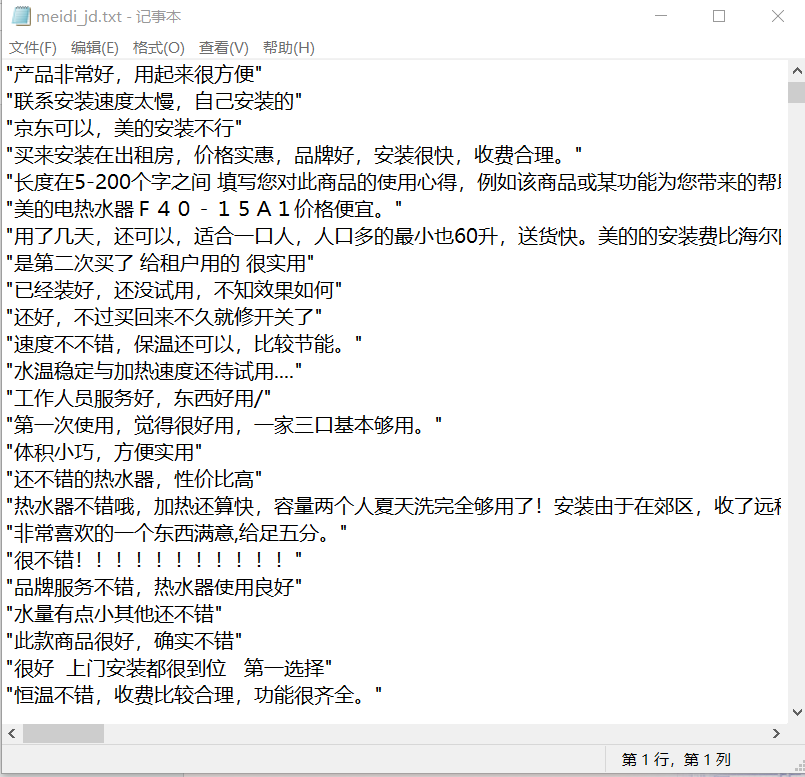 meidi_jd.txt - 记事本
文件(F) 编辑(E) 格式(O) 查看(V) 帮助(H)
"产品非常好，用起来很方便"
"联系安装速度太慢，自己安装的"
"京东可以，美的安装不行"
"买来安装在出租房，价格实惠，品牌好，安装很快，收费合理。"
"长度在5-200个字之间 填写您对此商品的使用心得，例如该商品或某功能为您带来的帮
"美的电热水器Ｆ４０－１５Ａ１价格便宜。"
"用了几天，还可以，适合一口人，人口多的最小也60升，送货快。美的的安装费比海尔
"是第二次买了 给租户用的 很实用"
"已经装好，还没试用，不知效果如何"
"还好，不过买回来不久就修开关了"
"速度不不错，保温还可以，比较节能。"
"水温稳定与加热速度还待试用...."
"工作人员服务好，东西好用/"
"第一次使用，觉得很好用，一家三口基本够用。"
"体积小巧，方便实用"
"还不错的热水器，性价比高"
"热水器不错哦，加热还算快，容量两个人夏天洗完全够用了！安装由于在郊区，收了远
"非常喜欢的一个东西满意,给足五分。"
"很不错！！！！！！！！！！！"
"品牌服务不错，热水器使用良好"
"水量有点小其他还不错"
"此款商品很好，确实不错"
"很好  上门安装都很到位   第一选择"
"恒温不错，收费比较合理，功能很齐全。"
第 1 行，第 1 列